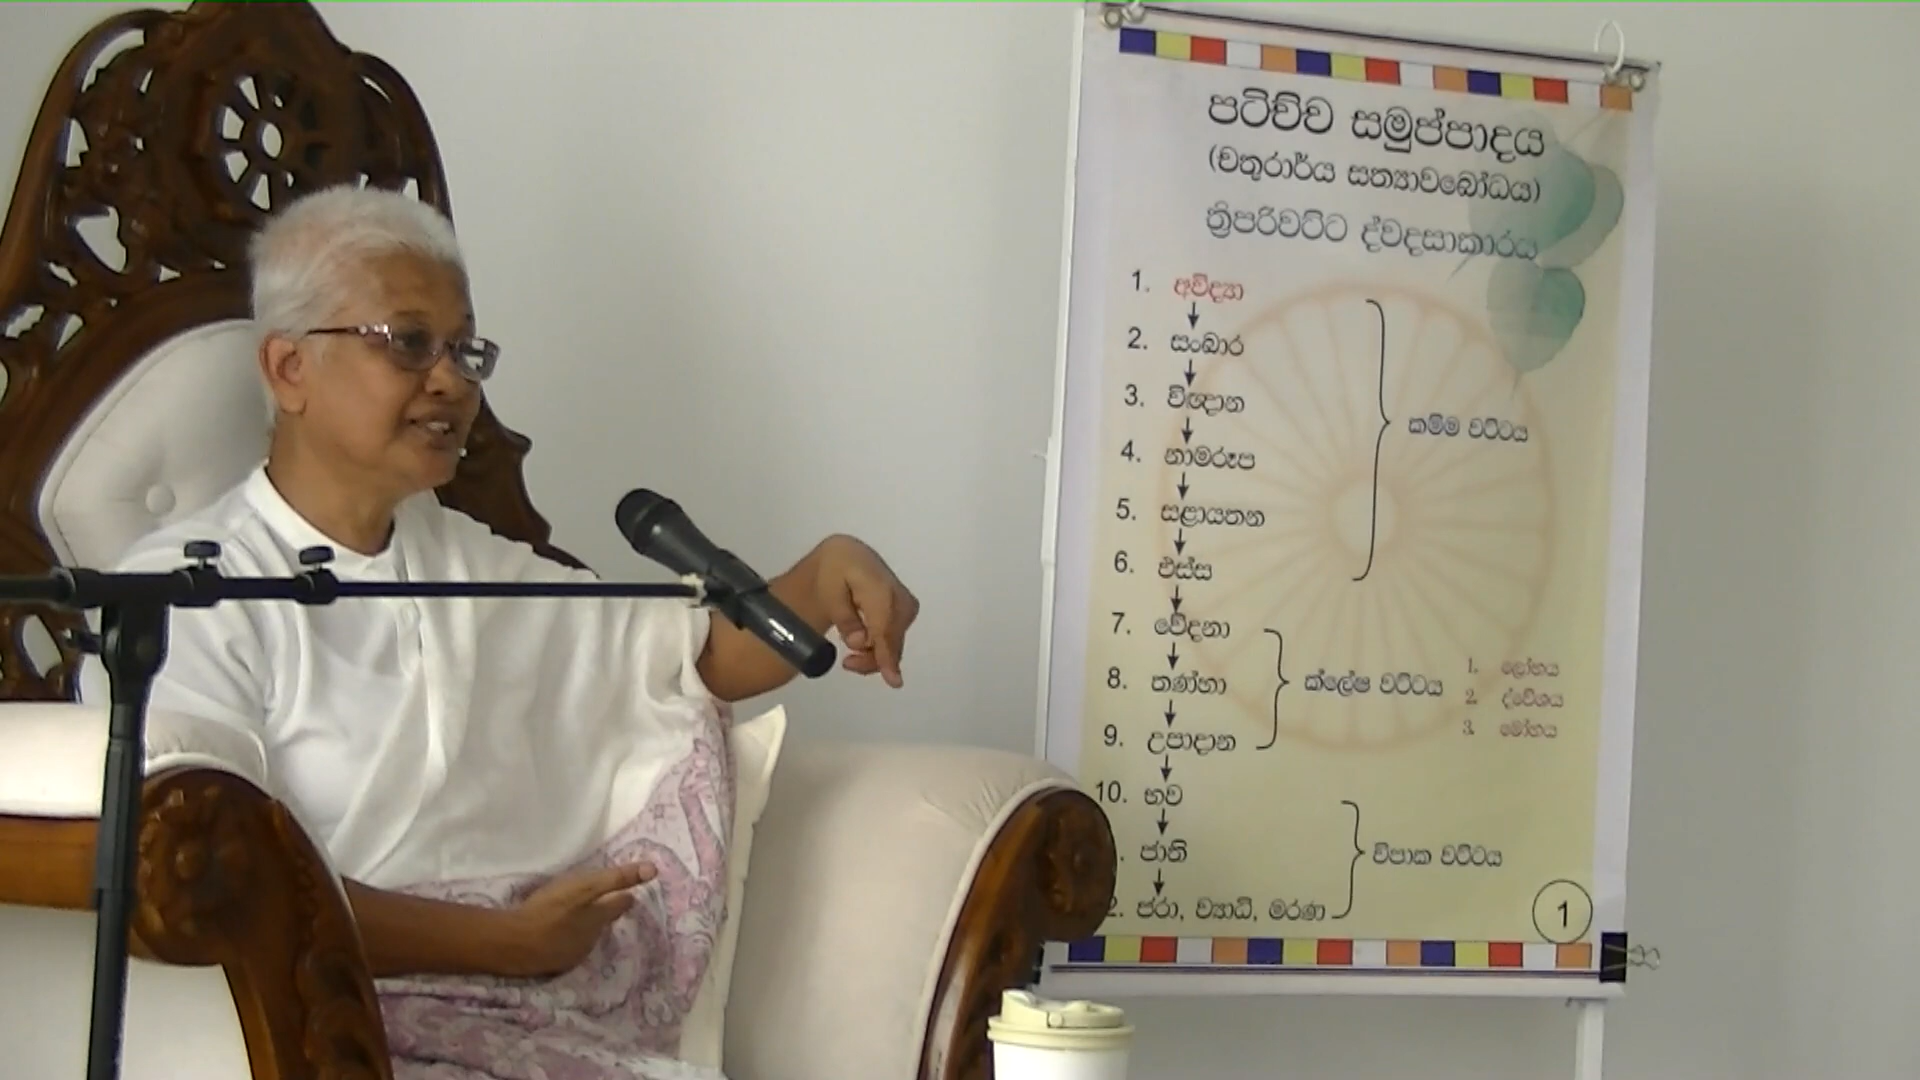 පටිච්ච සමුප්පාදය
(චතුරාර්ය සත්‍යාවබෝධය)
ත්‍රිපරිවට්ට ද්වදසාකාරය
1. අවිද්‍යා
2. සංඛාර
3. විඥාන
4. නාමරූප
5. සළායතන
6. ඵස්ස
කම්ම වට්ටය
7. වේදනා
8. තණ්හා
9. උපාදාන
ක්ලේෂ වට්ටය
1. ලෝභය
2. ද්වේශය
3. මෝහය
10. භව
. ජාති
2. ජරා, ව්‍යාධි, මරණ
විපාක වට්ටය
1